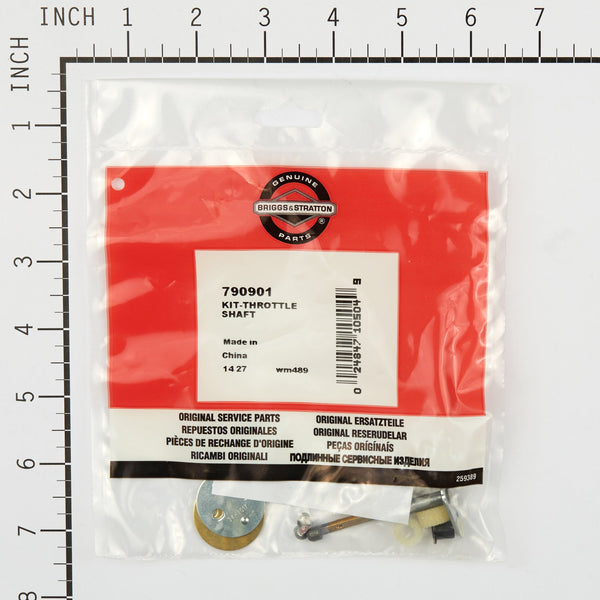 INCH 1 2 3 4 5 6 7
INCH
1
2
3
4
5
6
7
8
GENUINE
BRIGGS&STRATTON
®
PARTS
790901
KIT-THROTTLE
SHAFT
Made in
China
14 27 wm489
0 24847 10504 9
ORIGINAL SERVICE PARTS
REPUESTOS ORIGINALES
PIÈCES DE RECHANGE D'ORIGINE
RICAMBI ORIGINALI
ORIGINAL ERSATZTEILE
ORIGINAL RESERUDELAR
PEÇAS ORIGÍNAIS
ПОДЛИННЫЕ СЕРВИСНЫЕ ИЗДЕЛИЯ
259389